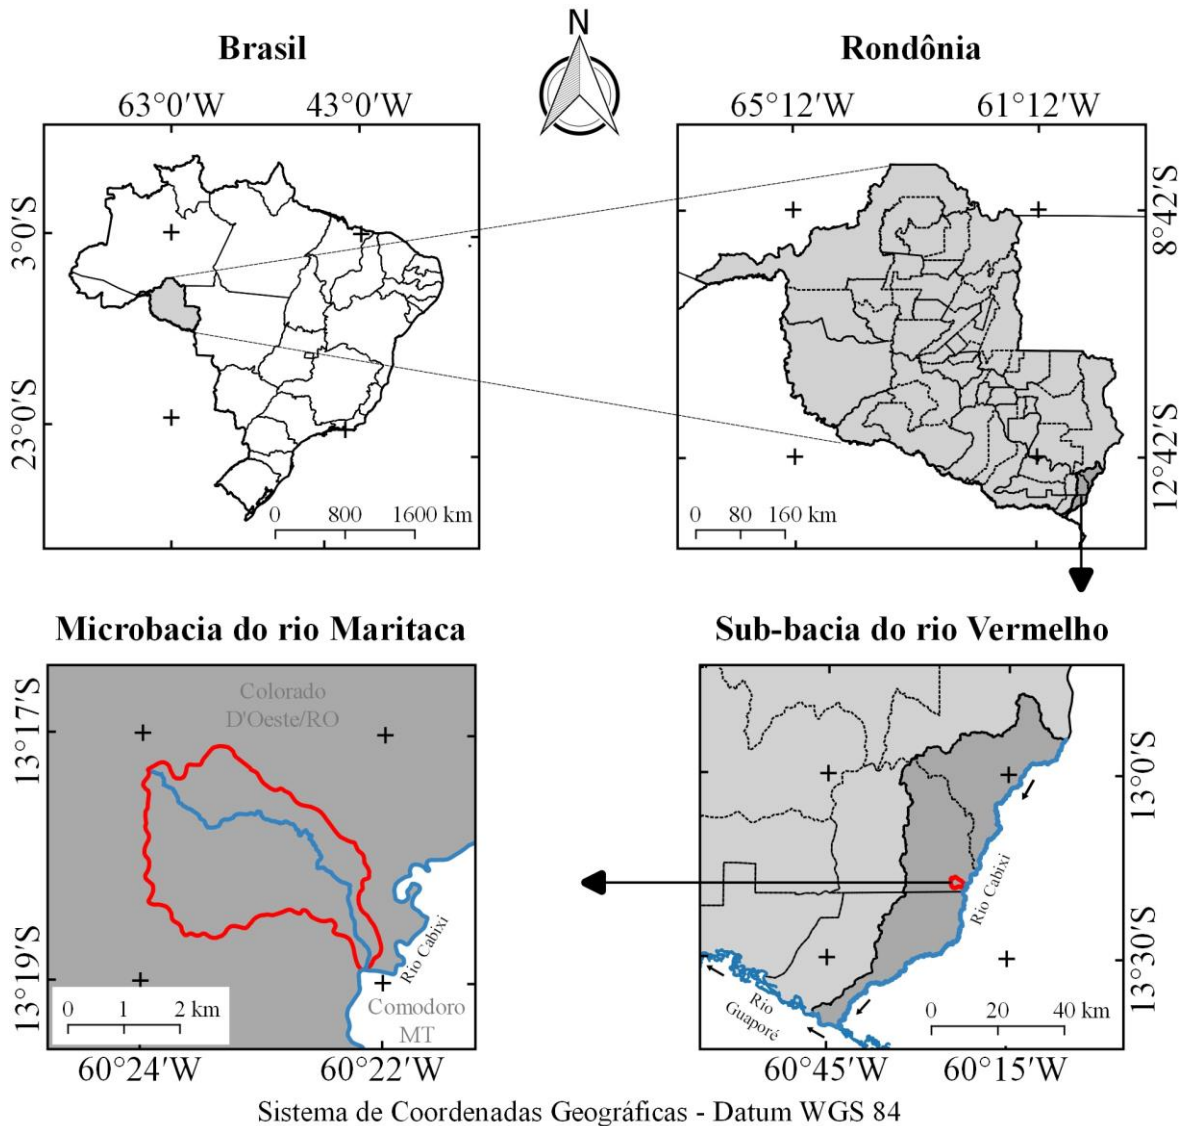 N
Brasil
63°0'W 43°0'W
3°0'S
23°0'S
0 800 1600 km
Rondônia
65°12'W 61°12'W
8°42'S
12°42'S
0 80 160 km
Microbacia do rio Maritaca
13°17'S
13°19'S
Colorado
D'Oeste/RO
Rio Cabixi
Comodoro
MT
0 1 2 km
60°24'W 60°22'W
Sub-bacia do rio Vermelho
13°0'S
13°30'S
Rio Cabixi
Rio
Guaporé
0 20 40 km
60°45'W 60°15'W
Sistema de Coordenadas Geográficas - Datum WGS 84